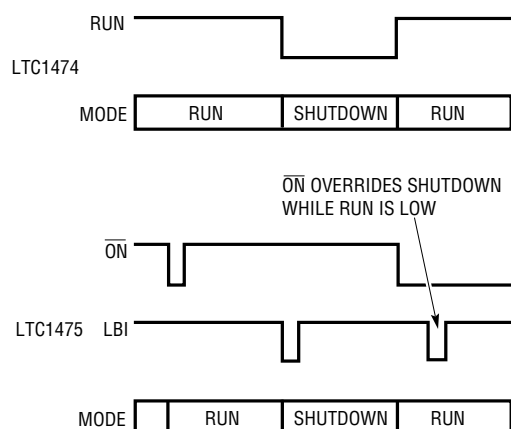 RUN
LTC1474
MODE RUN SHUTDOWN RUN
ON OVERRIDES SHUTDOWN
WHILE RUN IS LOW
ON
LTC1475 LBI
MODE RUN SHUTDOWN RUN